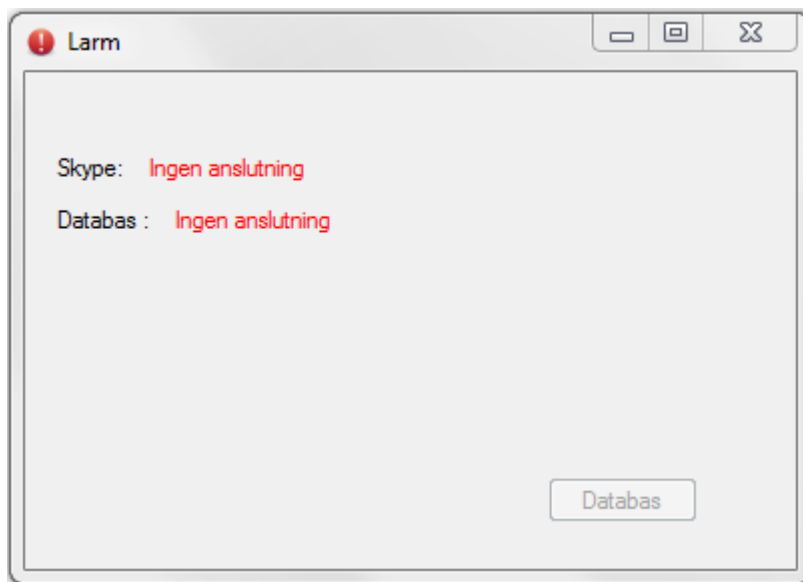 Larm
Skype: Ingen anslutning
Databas : Ingen anslutning
Databas